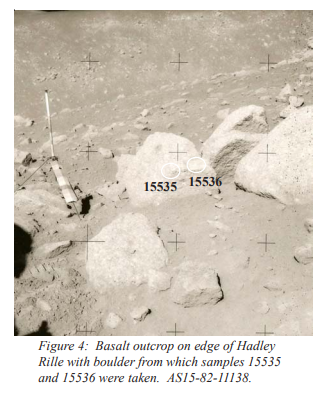 15535
15536
Figure 4:  Basalt outcrop on edge of Hadley
Rille with boulder from which samples 15535
and 15536 were taken.  AS15-82-11138.